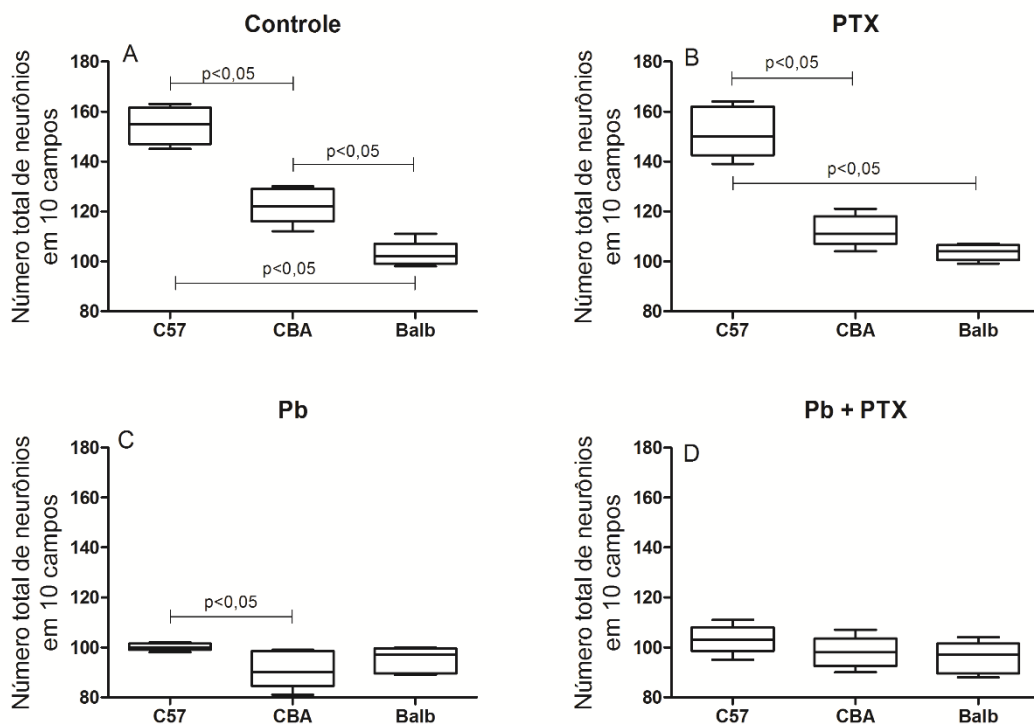 Controle
A
Número total de neurônios
em 10 campos
180
160
140
120
100
80
p<0,05
p<0,05
p<0,05
C57
CBA
Balb
PTX
B
Número total de neurônios
em 10 campos
180
160
140
120
100
80
p<0,05
p<0,05
C57
CBA
Balb
Pb
C
Número total de neurônios
em 10 campos
180
160
140
120
100
80
p<0,05
C57
CBA
Balb
Pb + PTX
D
Número total de neurônios
em 10 campos
180
160
140
120
100
80
C57
CBA
Balb